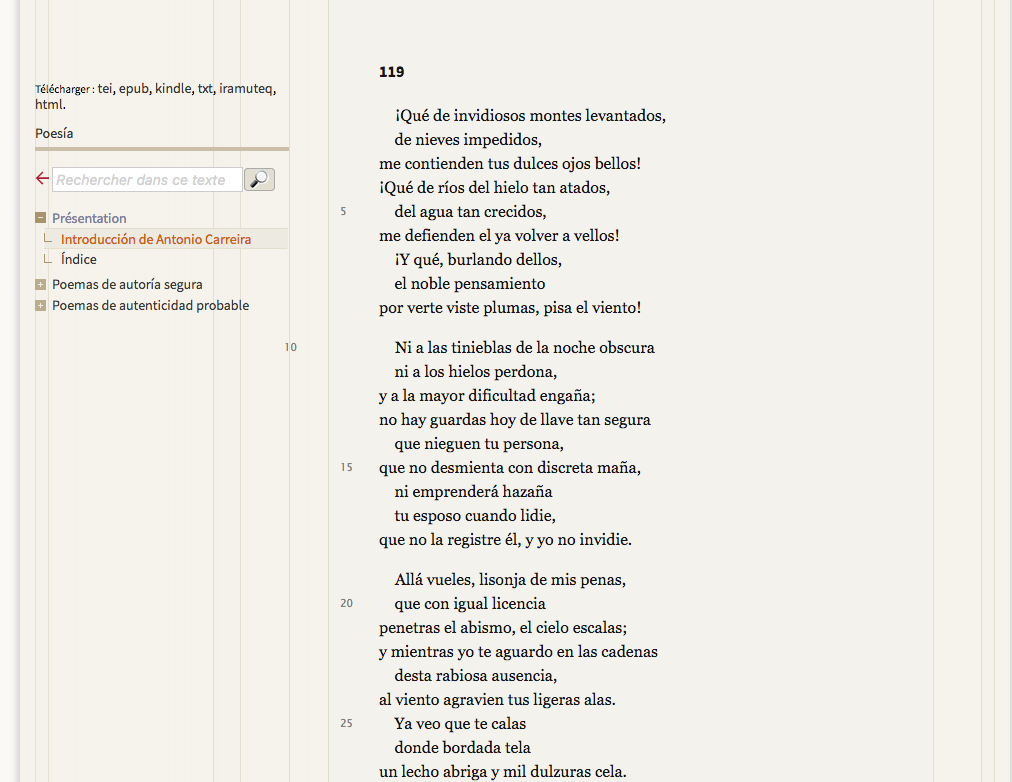 Télécharger : tei, epub, kindle, txt, iramuteq,
html.
Poesía
Rechercher dans ce texte
Présentation
Introducción de Antonio Carreira
Índice
Poemas de autoría segura
Poemas de autenticidad probable
119
¡Qué de invidiosos montes levantados,
de nieves impedidos,
me contienden tus dulces ojos bellos!
¡Qué de ríos del hielo tan atados,
5 del agua tan crecidos,
me defienden el ya volver a vellos!
¡Y qué, burlando dellos,
el noble pensamiento
por verte viste plumas, pisa el viento!
10 Ni a las tinieblas de la noche obscura
ni a los hielos perdona,
y a la mayor dificultad engaña;
no hay guardas hoy de llave tan segura
que nieguen tu persona,
15 que no desmienta con discreta maña,
ni emprenderá hazaña
tu esposo cuando lidie,
que no la registre él, y yo no invidie.
Allá vueles, lisonja de mis penas,
20 que con igual licencia
penetras el abismo, el cielo escalas;
y mientras yo te aguardo en las cadenas
desta rabiosa ausencia,
al viento agravien tus ligeras alas.
25 Ya veo que te calas
donde bordada tela
un lecho abriga y mil dulzuras cela.